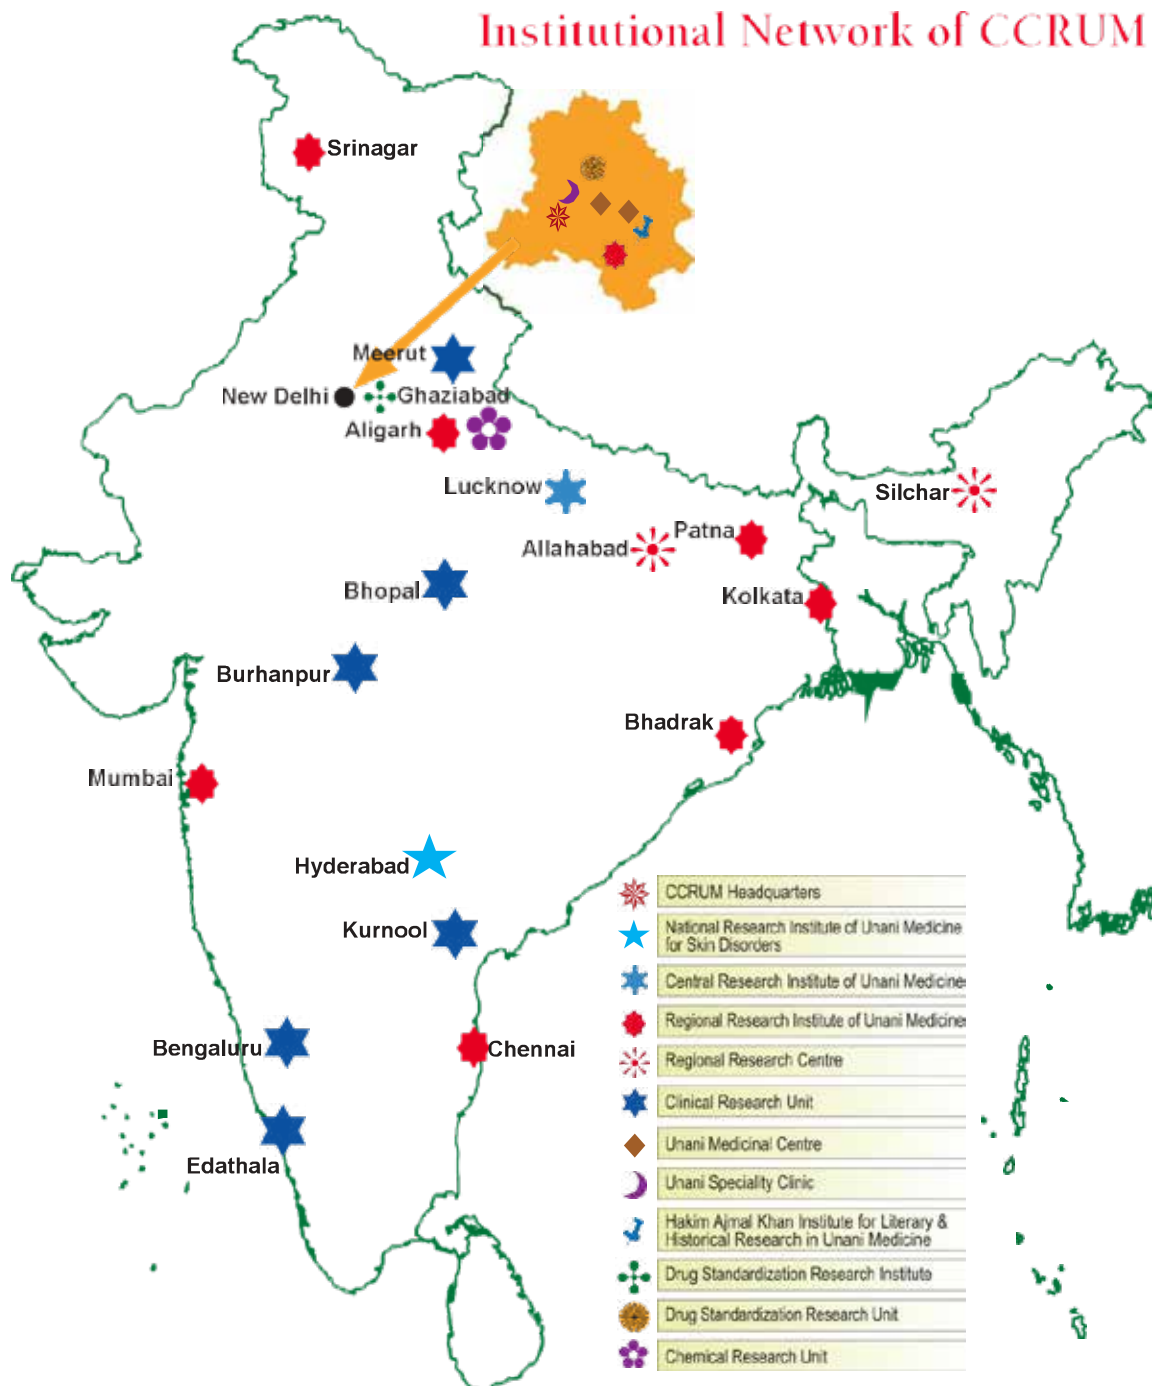 Institutional Network of CCRUM
Srinagar
Meerut
New Delhi
Ghaziabad
Aligarh
Lucknow
Silchar
Patna
Allahabad
Bhopal
Kolkata
Burhanpur
Bhadrak
Mumbai
Hyderabad
Kurnool
Bengaluru
Chennai
Edathala
CCRUM Headquarters
National Research Institute of Unani Medicine
for Skin Disorders
Central Research Institute of Unani Medicine
Regional Research Institute of Unani Medicine
Regional Research Centre
Clinical Research Unit
Unani Medicinal Centre
Unani Speciality Clinic
Hakim Ajmal Khan Institute for Literary &
Historical Research in Unani Medicine
Drug Standardization Research Institute
Drug Standardization Research Unit
Chemical Research Unit